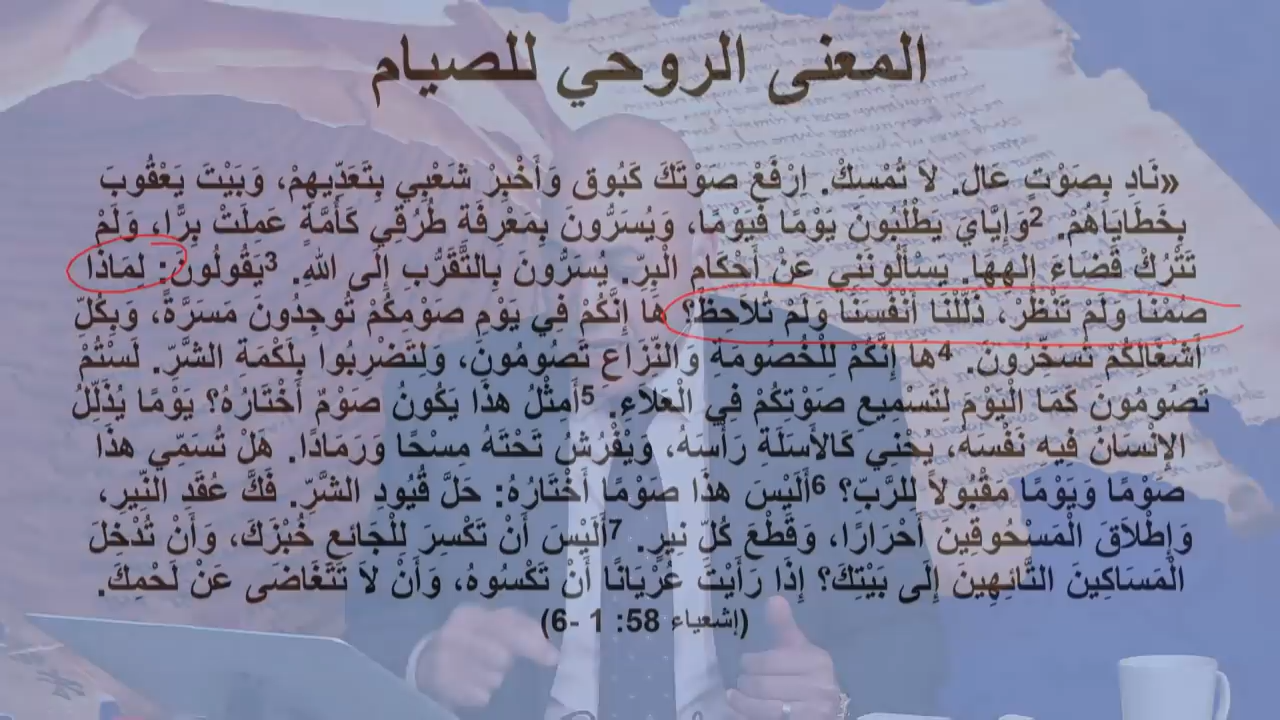 المعنى الروحي للصيام
«نَادِ بِصَوْتٍ عَال. لاَ تُمْسِكْ. اِرْفَعْ صَوْتَكَ كَبُوق وَأَخْبِرْ شَعْبِي بِتَعَدِّيهِمْ، وَبَيْتَ يَعْقُوبَ
بِخَطَايَاهُمْ. 2وَإِيَّايَ يَطْلُبُونَ يَوْمًا فَيَوْمًا، وَيُسَرُّونَ بِمَعْرِفَةِ طُرُقِي كَأُمَّةٍ عَمِلَتْ بِرًّا، وَلَمْ
تَتْرُكْ قَضَاءَ إِلهِهَا. يَسْأَلُونَنِي عَنْ أَحْكَامِ الْبِرِّ. يُسَرُّونَ بِالتَّقَرُّبِ إِلَى اللهِ. 3يَقُولُونَ: لِمَاذَا
صُمْنَا وَلَمْ تَنْظُرْ، ذَلَّلْنَا أَنْفُسَنَا وَلَمْ تُلاَحِظْ؟ هَا إِنَّكُمْ فِي يَوْمِ صَوْمِكُمْ تُوجِدُونَ مَسَرَّةً، وَبِكُلِّ
أَشْغَالِكُمْ تُسَخِّرُونَ. 4هَا إِنَّكُمْ لِلْخُصُومَةِ وَالنِّزَاعِ تَصُومُونَ، وَلِتَضْرِبُوا بِلَكْمَةِ الشَّرِّ. لَسْتُمْ
تَصُومُونَ كَمَا الْيَوْمَ لِتَسْمِيعِ صَوْتِكُمْ فِي الْعَلاَءِ. 5أَمِثْلُ هذَا يَكُونُ صَوْمٌ أَخْتَارُهُ؟ يَوْمًا يُذَلِّلُ
الإِنْسَانُ فِيهِ نَفْسَهُ، يُحْنِي كَالأَسَلَةِ رَأْسَهُ، وَيَفْرُشُ تَحْتَهُ مِسْحًا وَرَمَادًا. هَلْ تُسَمِّي هذَا
صَوْمًا وَيَوْمًا مَقْبُولاً لِلرَّبِّ؟ 6أَلَيْسَ هذَا صَوْمًا أَخْتَارُهُ: حَلَّ قُيُودِ الشَّرِّ. فَكَّ عُقَدِ النِّيرِ،
وَإِطْلاَقَ الْمَسْحُوقِينَ أَحْرَارًا، وَقَطْعَ كُلِّ نِيرٍ. 7أَلَيْسَ أَنْ تَكْسِرَ لِلْجَائِعِ خُبْزَكَ، وَأَنْ تُدْخِلَ
الْمَسَاكِينَ التَّائِهِينَ إِلَى بَيْتِكَ؟ إِذَا رَأَيْتَ عُرْيَانًا أَنْ تَكْسُوهُ، وَأَنْ لاَ تَتَغَاضَى عَنْ لَحْمِكَ.
(إشعياء 58: 1 -6)